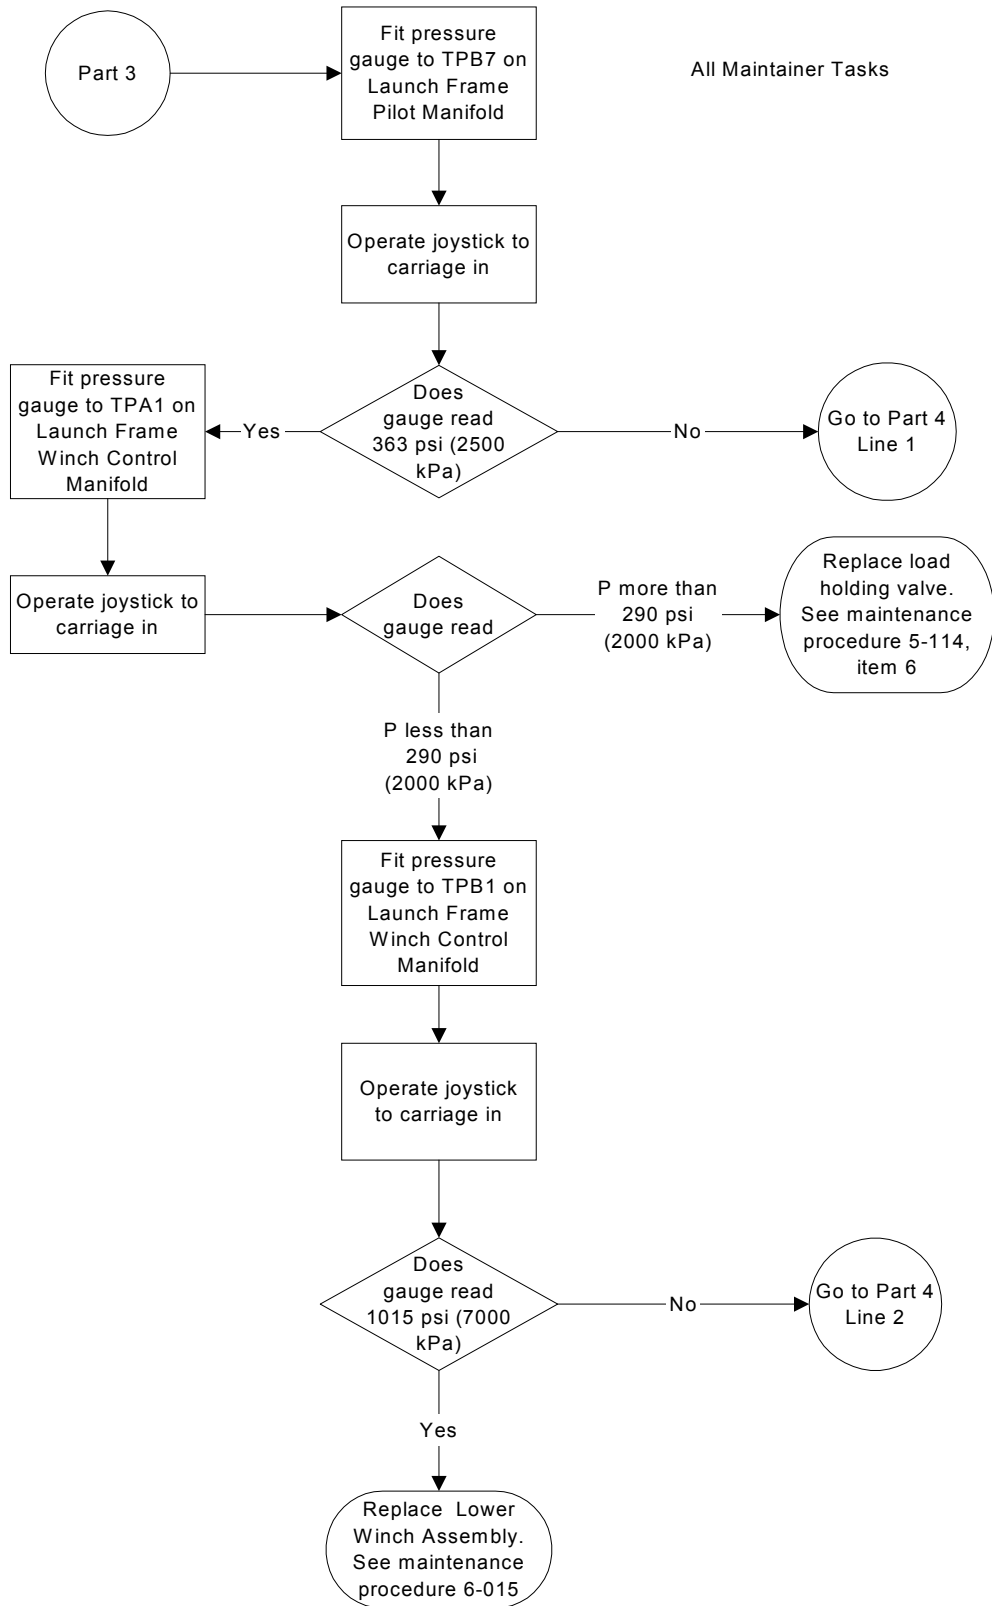 Part 3
Fit pressure
gauge to TPB7 on
Launch Frame
Pilot Manifold
All Maintainer Tasks
Operate joystick to
carriage in
Does
gauge read
363 psi (2500
kPa)
Yes
No
Go to Part 4
Line 1
Fit pressure
gauge to TPA1 on
Launch Frame
Winch Control
Manifold
Operate joystick to
carriage in
Does
gauge read
P more than
290 psi
(2000 kPa)
Replace load
holding valve.
See maintenance
procedure 5-114,
item 6
P less than
290 psi
(2000 kPa)
Fit pressure
gauge to TPB1 on
Launch Frame
Winch Control
Manifold
Operate joystick
to carriage in
Does
gauge read
1015 psi (7000
kPa)
No
Go to Part 4
Line 2
Yes
Replace Lower
Winch Assembly.
See maintenance
procedure 6-015